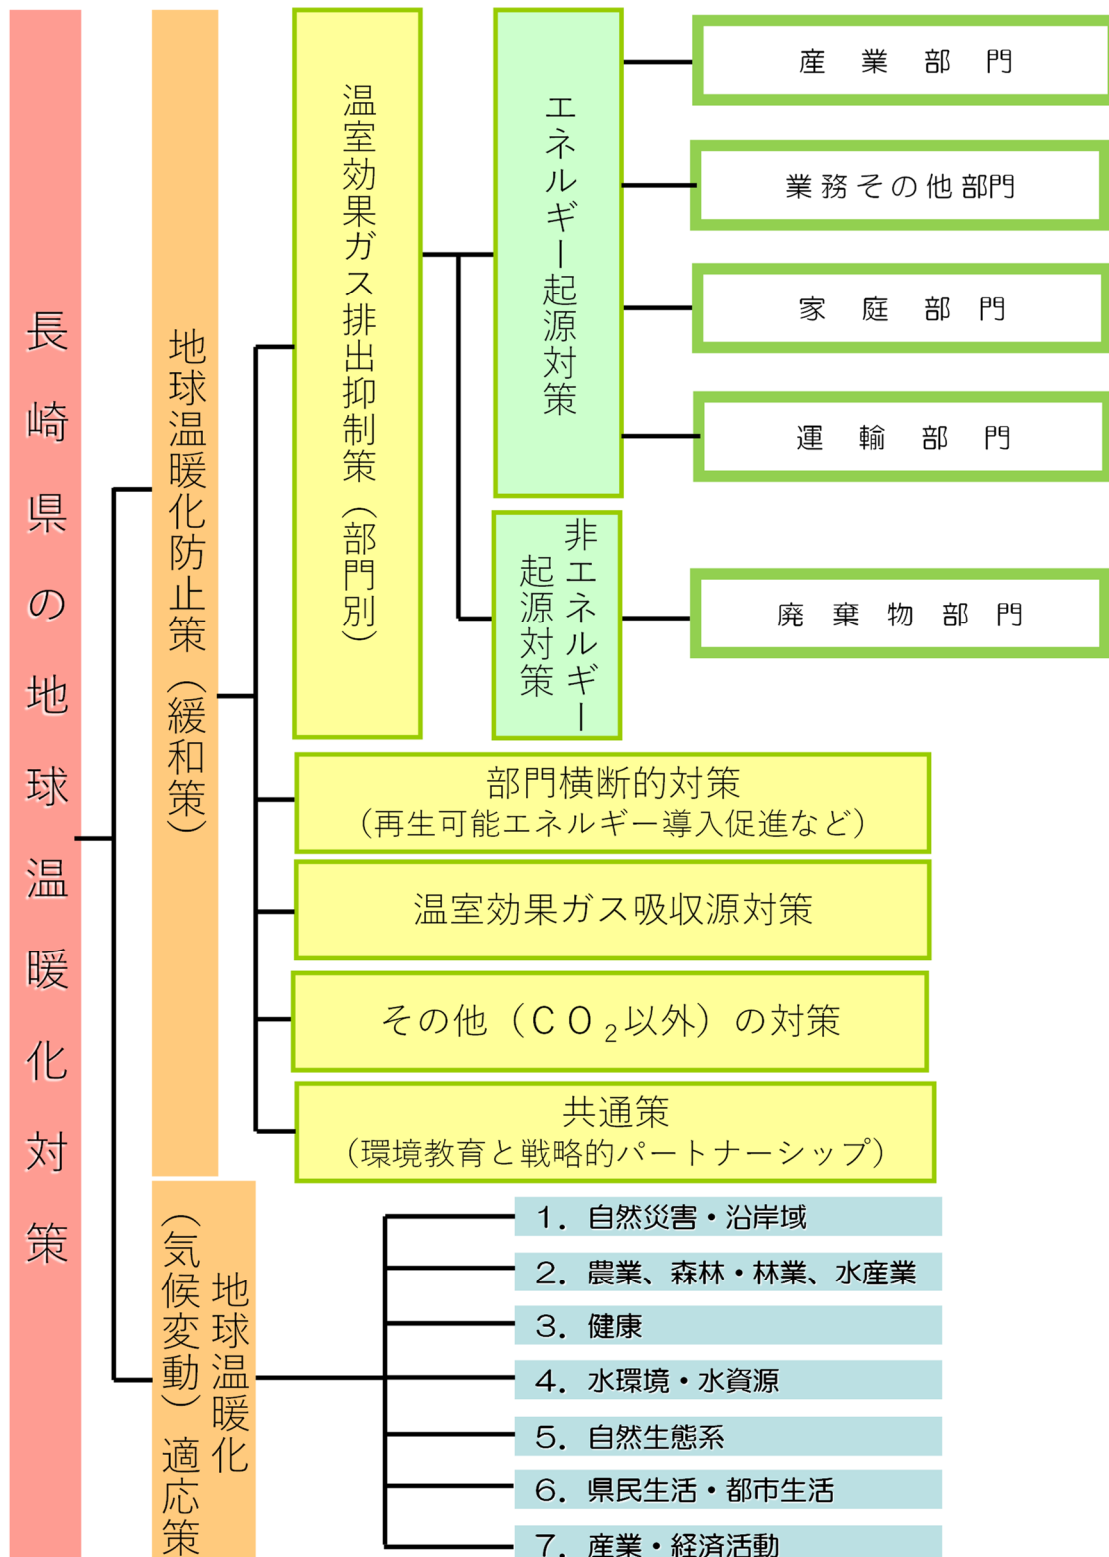 長崎県の地球温暖化対策
地球温暖化防止策（緩和策）
温室効果ガス排出抑制策（部門別）
エネルギー起源対策
産業部門
業務その他部門
家庭部門
運輸部門
非エネルギー
起源対策
廃棄物部門
部門横断的対策
（再生可能エネルギー導入促進など）
温室効果ガス吸収源対策
その他（ＣＯ₂以外）の対策
共通策
（環境教育と戦略的パートナーシップ）
地球温暖化
（気候変動）適応策
１．自然災害・沿岸域
２．農業、森林・林業、水産業
３．健康
４．水環境・水資源
５．自然生態系
６．県民生活・都市生活
７．産業・経済活動